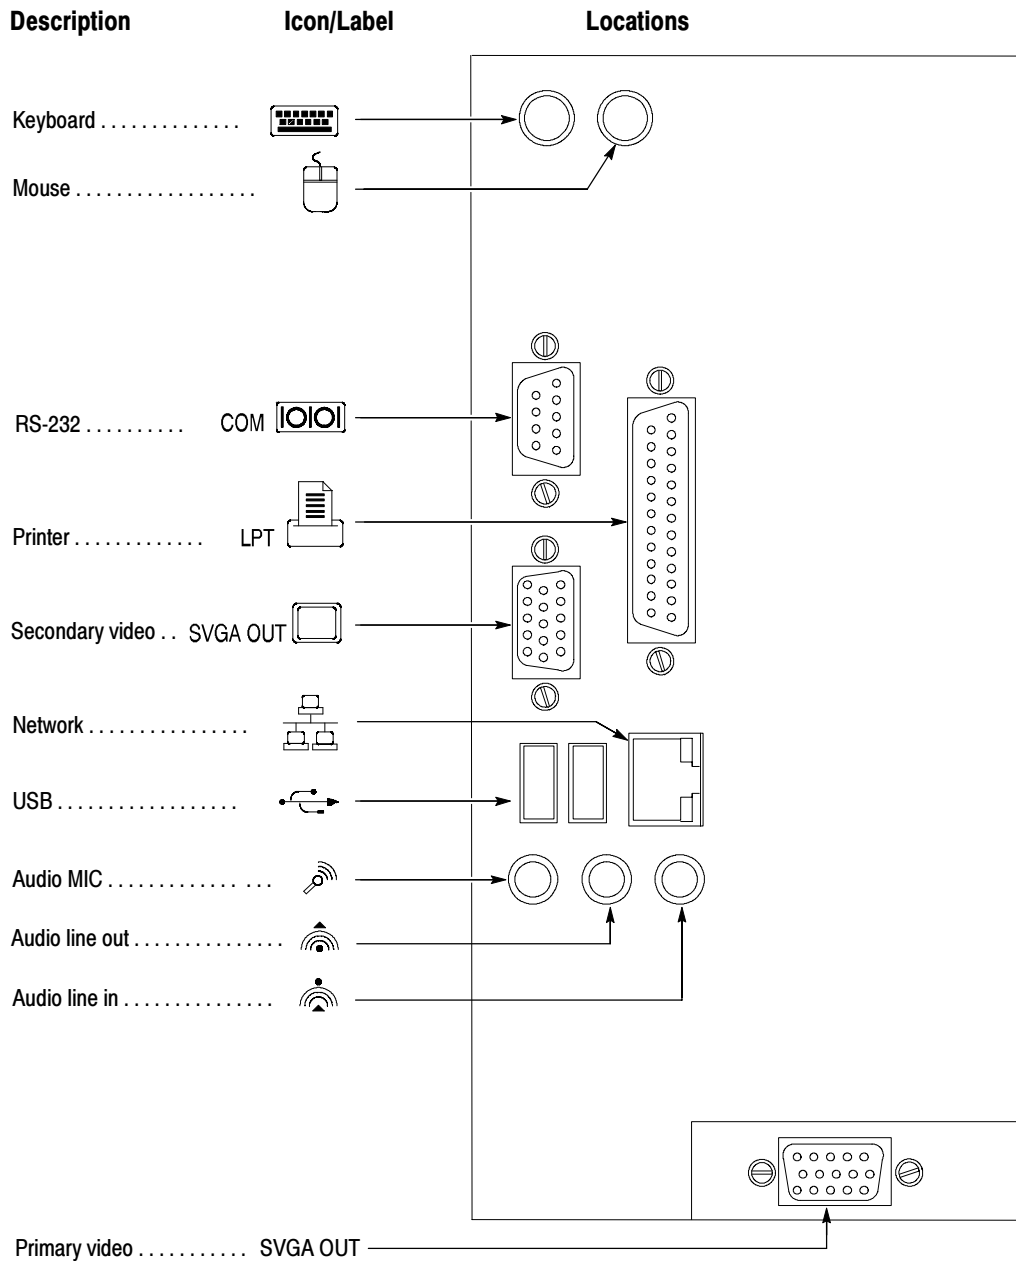 Description Icon/Label Locations
Keyboard . . . . . . . . . . . . . .
Mouse . . . . . . . . . . . . . . . . . .
RS-232 . . . . . . . . . . COM IOIOI
Printer . . . . . . . . . . . . . LPT
Secondary video . . SVGA OUT
Network . . . . . . . . . . . . . . . .
USB . . . . . . . . . . . . . . . . . .
Audio MIC . . . . . . . . . . . . . . . .
Audio line out . . . . . . . . . . . . . . .
Audio line in . . . . . . . . . . . . . . .
Primary video . . . . . . . . . . . SVGA OUT